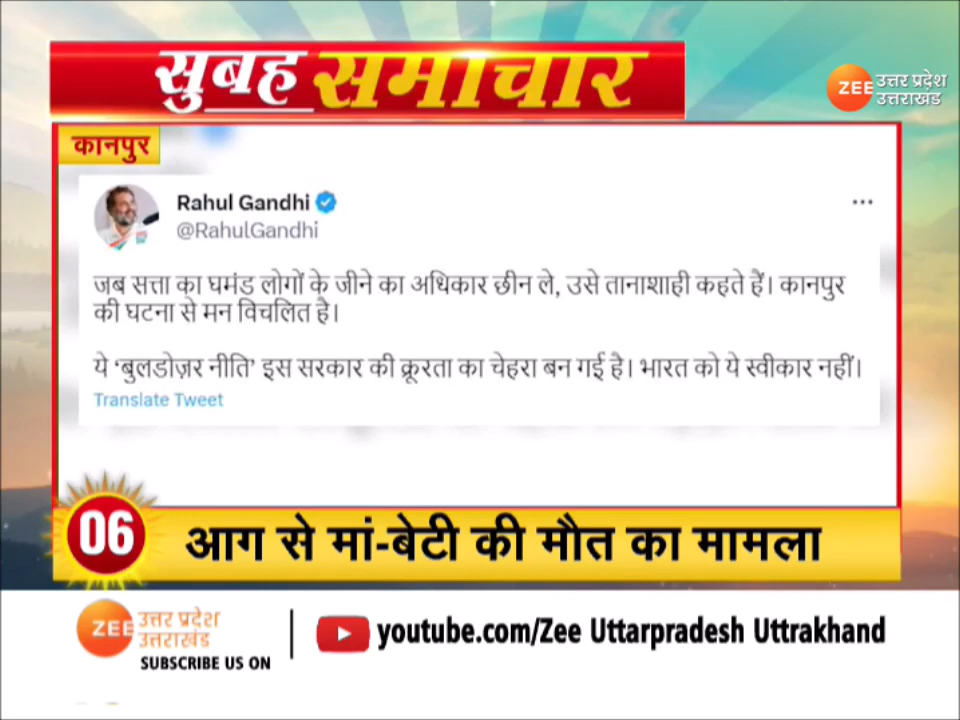 सुबह समाचार
ZEE उत्तर प्रदेश
उत्तराखंड
कानपुर
Rahul Gandhi
@RahulGandhi
जब सत्ता का घमंड लोगों के जीने का अधिकार छीन ले, उसे तानाशाही कहते हैं। कानपुर
की घटना से मन विचलित है।
ये ‘बुलडोज़र नीति’ इस सरकार की क्रूरता का चेहरा बन गई है। भारत को ये स्वीकार नहीं।
Translate Tweet
06
आग से मां-बेटी की मौत का मामला
ZEE उत्तर प्रदेश
उत्तराखंड
SUBSCRIBE US ON
youtube.com/Zee Uttarpradesh Uttrakhand